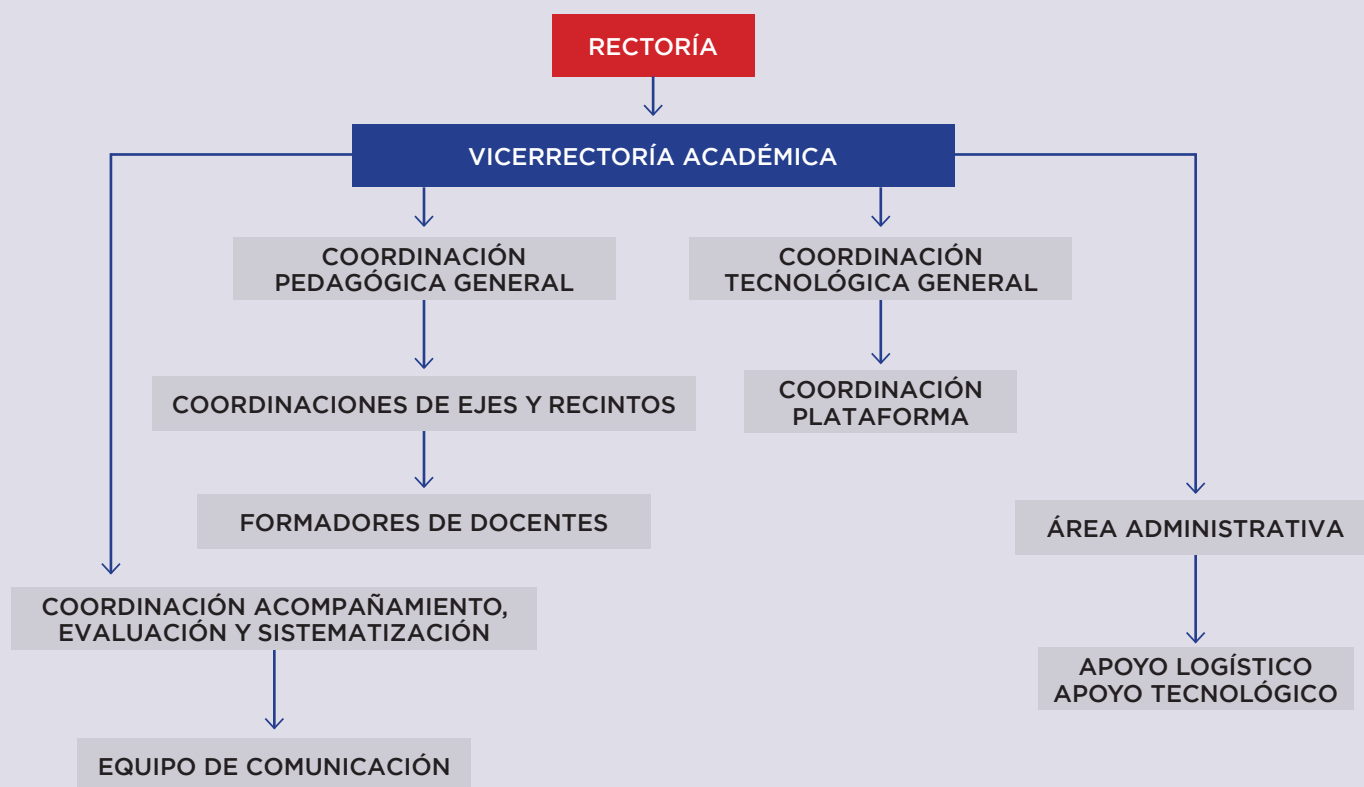 RECTORÍA
VICERRECTORÍA ACADÉMICA
COORDINACIÓN
PEDAGÓGICA GENERAL
COORDINACIÓN
TECNOLÓGICA GENERAL
COORDINACIONES DE EJES Y RECINTOS
COORDINACIÓN
PLATAFORMA
FORMADORES DE DOCENTES
ÁREA ADMINISTRATIVA
COORDINACIÓN ACOMPAÑAMIENTO,
EVALUACIÓN Y SISTEMATIZACIÓN
APOYO LOGÍSTICO
APOYO TECNOLÓGICO
EQUIPO DE COMUNICACIÓN